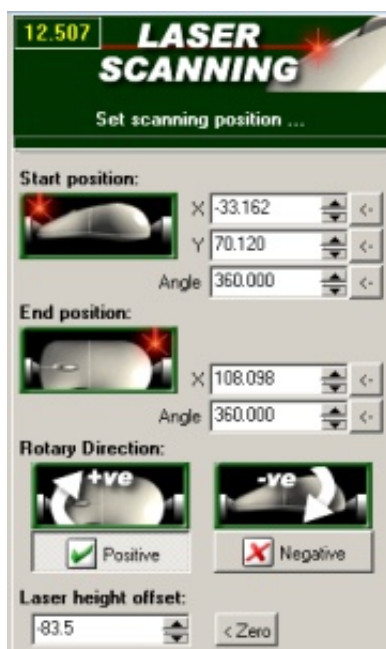 12.507
LASER
SCANNING
Set scanning position ...
Start position:
X -33.162 <-
Y 70.120 <-
Angle 360.000 <-
End position:
X 108.098 <-
Angle 360.000 <-
Rotary Direction:
+ve -ve
Positive Negative
Laser height offset:
-83.5 < Zero